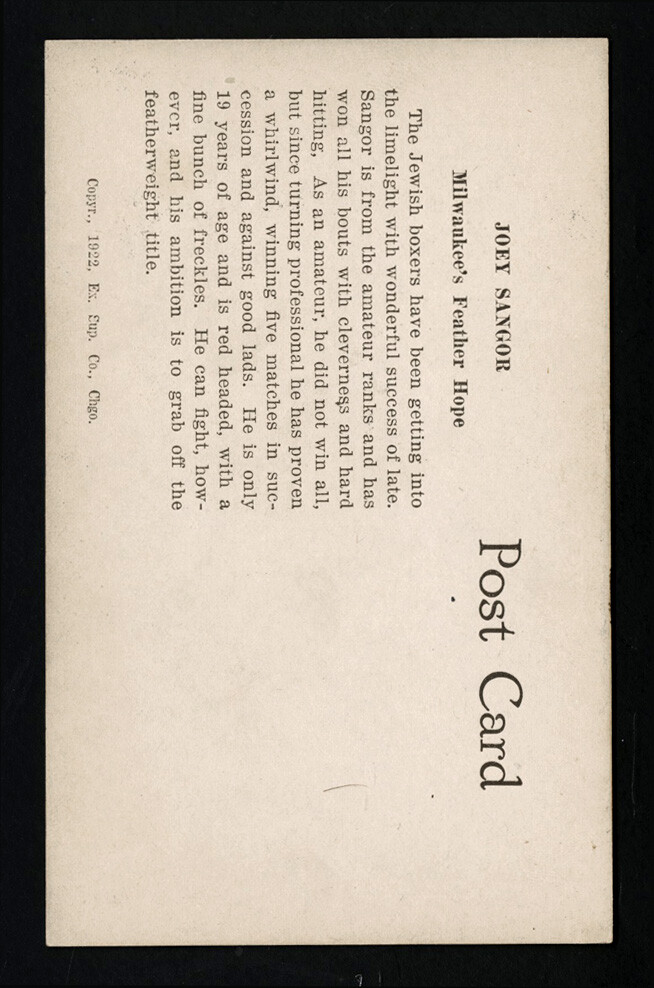 JOEY SANGOR
Milwaukee's Feather Hope
The Jewish boxers have been getting into
the limelight with wonderful success of late.
Sangor is from the amateur ranks and has
won all his bouts with cleverness and hard
hitting, As an amateur, he did not win all,
but since turning professional he has proven
a whirlwind, winning five matches in suc-
cession and against good lads. He is only
19 years of age and is red headed, with a
fine bunch of freckles. He can fight, how-
ever, and his ambition is to grab off the
featherweight title.
Copyr., 1922, Ex. Sup. Co., Chgo.
Post Card